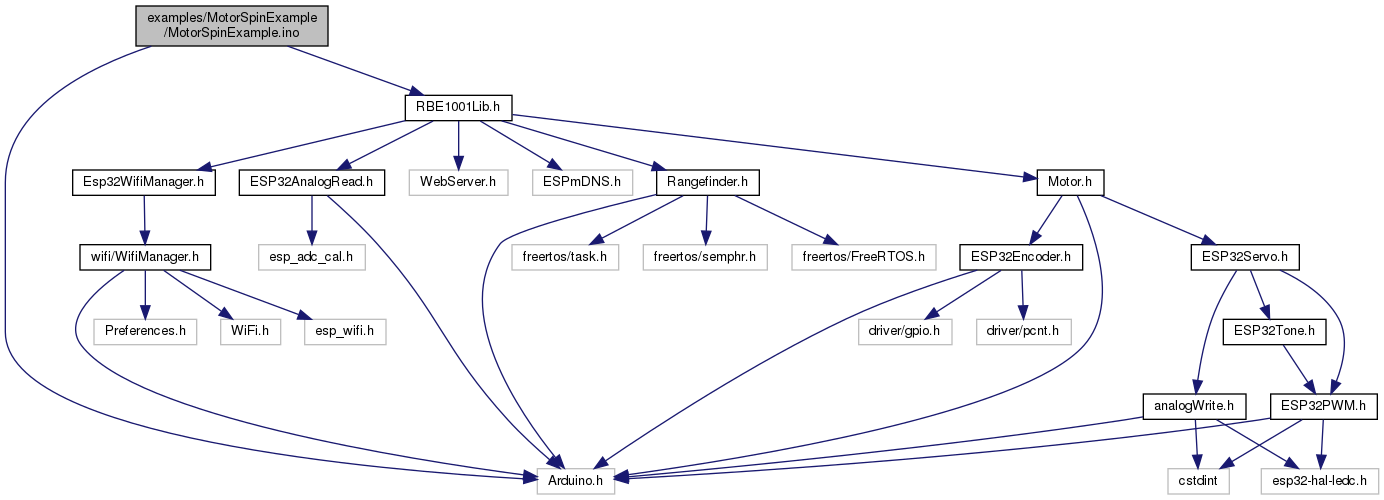 examples/MotorSpinExample
/MotorSpinExample.ino
RBE1001Lib.h
Esp32WifiManager.h
ESP32AnalogRead.h
WebServer.h
ESPmDNS.h
Rangefinder.h
Motor.h
wifi/WifiManager.h
esp_adc_cal.h
freertos/task.h
freertos/semphr.h
freertos/FreeRTOS.h
ESP32Encoder.h
ESP32Servo.h
Preferences.h
WiFi.h
esp_wifi.h
driver/gpio.h
driver/pcnt.h
ESP32Tone.h
analogWrite.h
ESP32PWM.h
Arduino.h
cstdint
esp32-hal-ledc.h